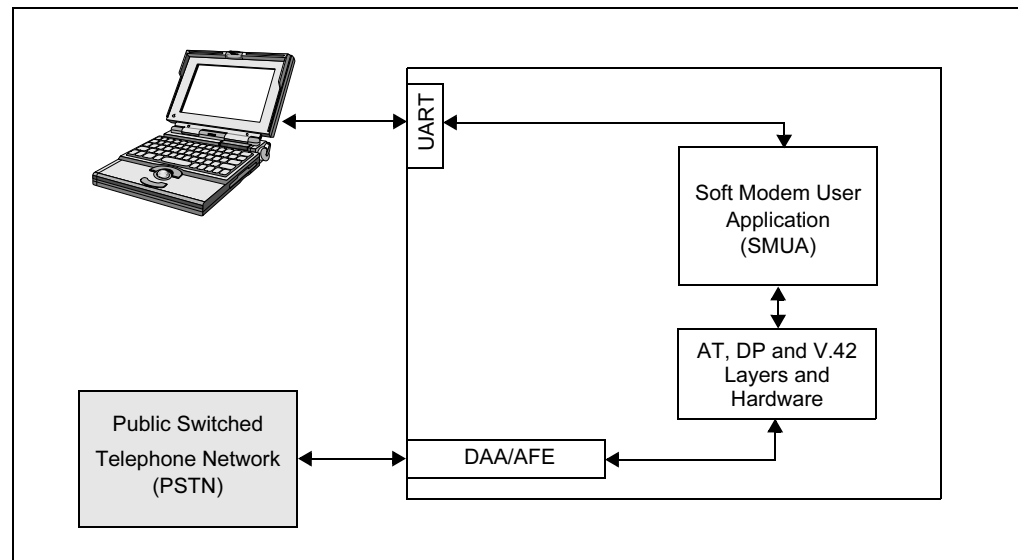 UART
Soft Modem User
Application
(SMUA)
AT, DP and V.42
Layers and
Hardware
Public Switched
Telephone Network
(PSTN)
DAA/AFE